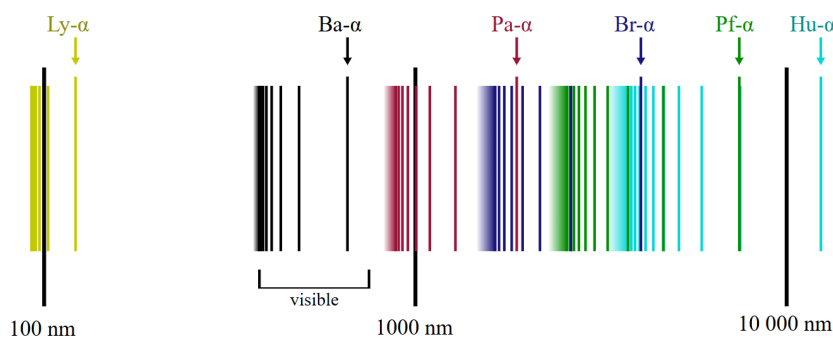 Ly-α Ba-α Pa-α Br-α Pf-α Hu-α
visible
100 nm 1000 nm 10 000 nm